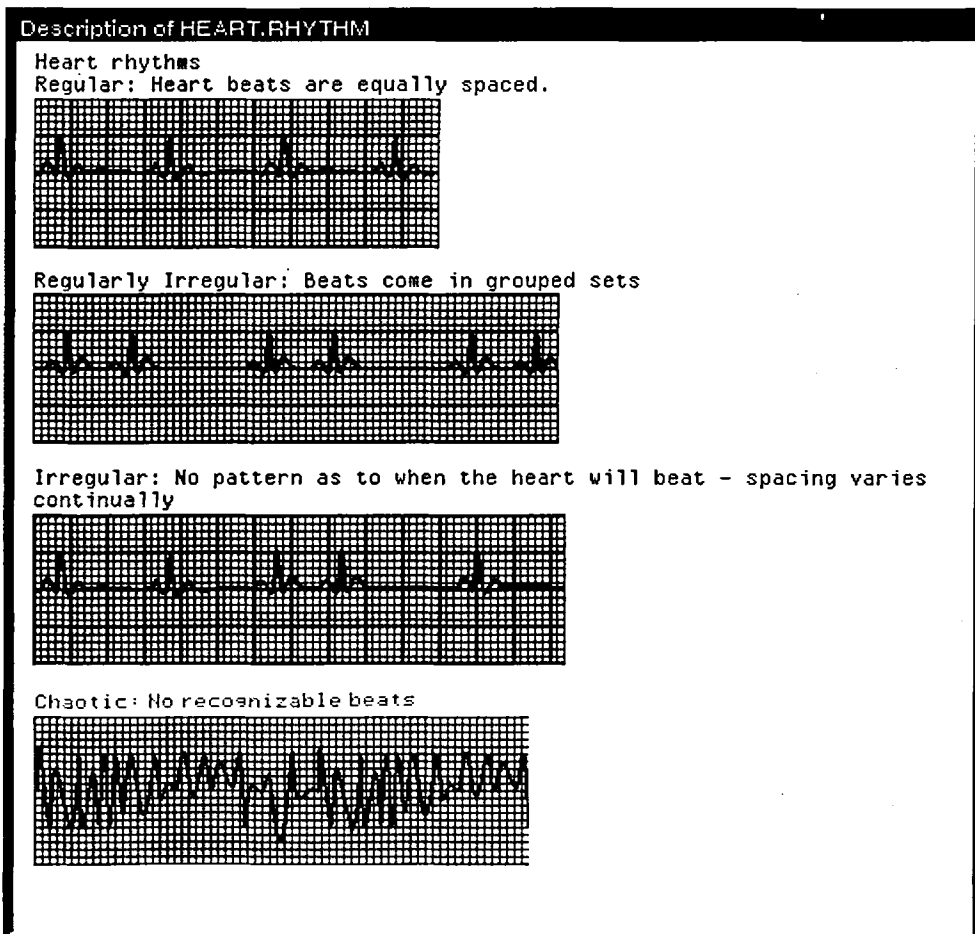 Description of HEART.RHYTHM
Heart rhythms
Regular: Heart beats are equally spaced.
Regularly Irregular: Beats come in grouped sets
Irregular: No pattern as to when the heart will beat - spacing varies
continually
Chaotic: No recognizable beats